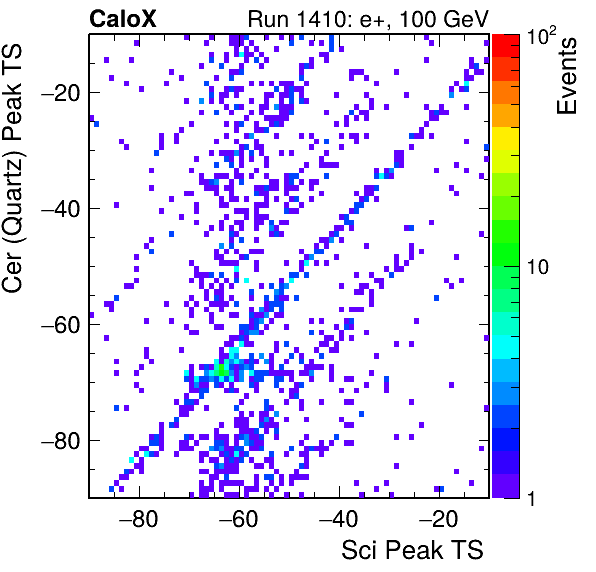 CaloX Run 1410: e+, 100 GeV
Cer (Quartz) Peak TS
−20
−40
−60
−80
−80 −60 −40 −20
Sci Peak TS
10²
10
1
Events